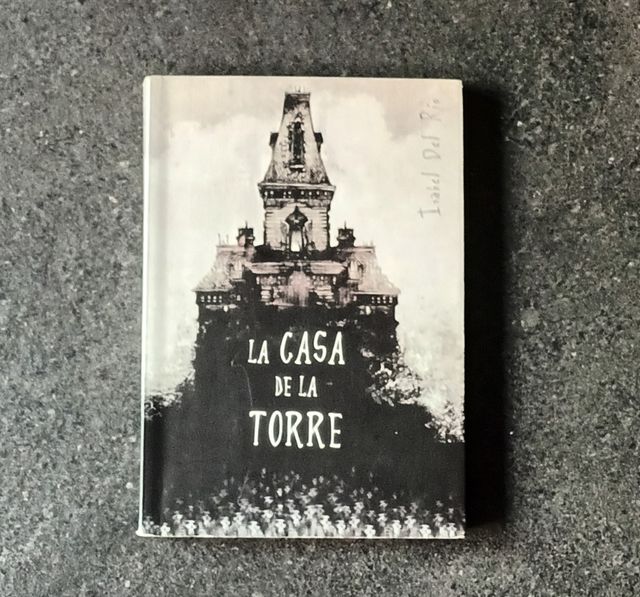 Isabel Del Río
LA CASA
DE LA
TORRE